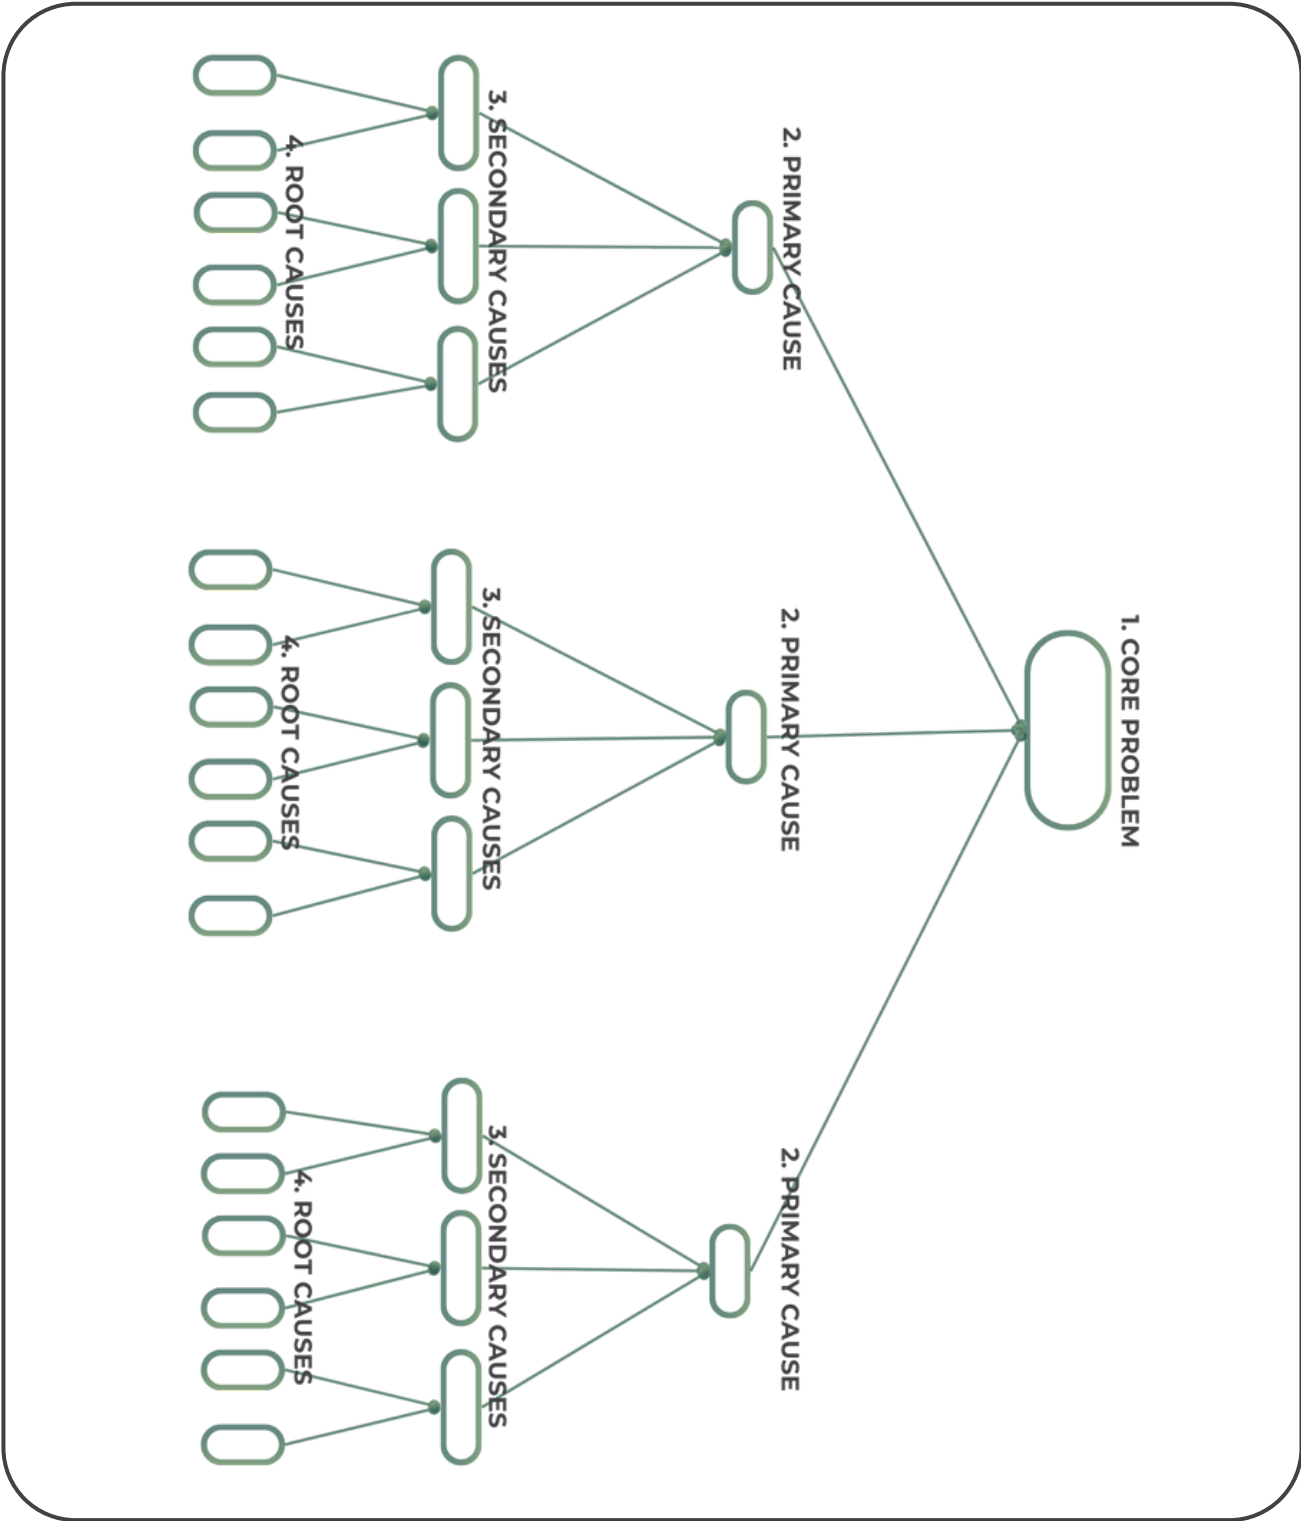 1. CORE PROBLEM
2. PRIMARY CAUSE
2. PRIMARY CAUSE
2. PRIMARY CAUSE
3. SECONDARY CAUSES
3. SECONDARY CAUSES
3. SECONDARY CAUSES
4. ROOT CAUSES
4. ROOT CAUSES
4. ROOT CAUSES